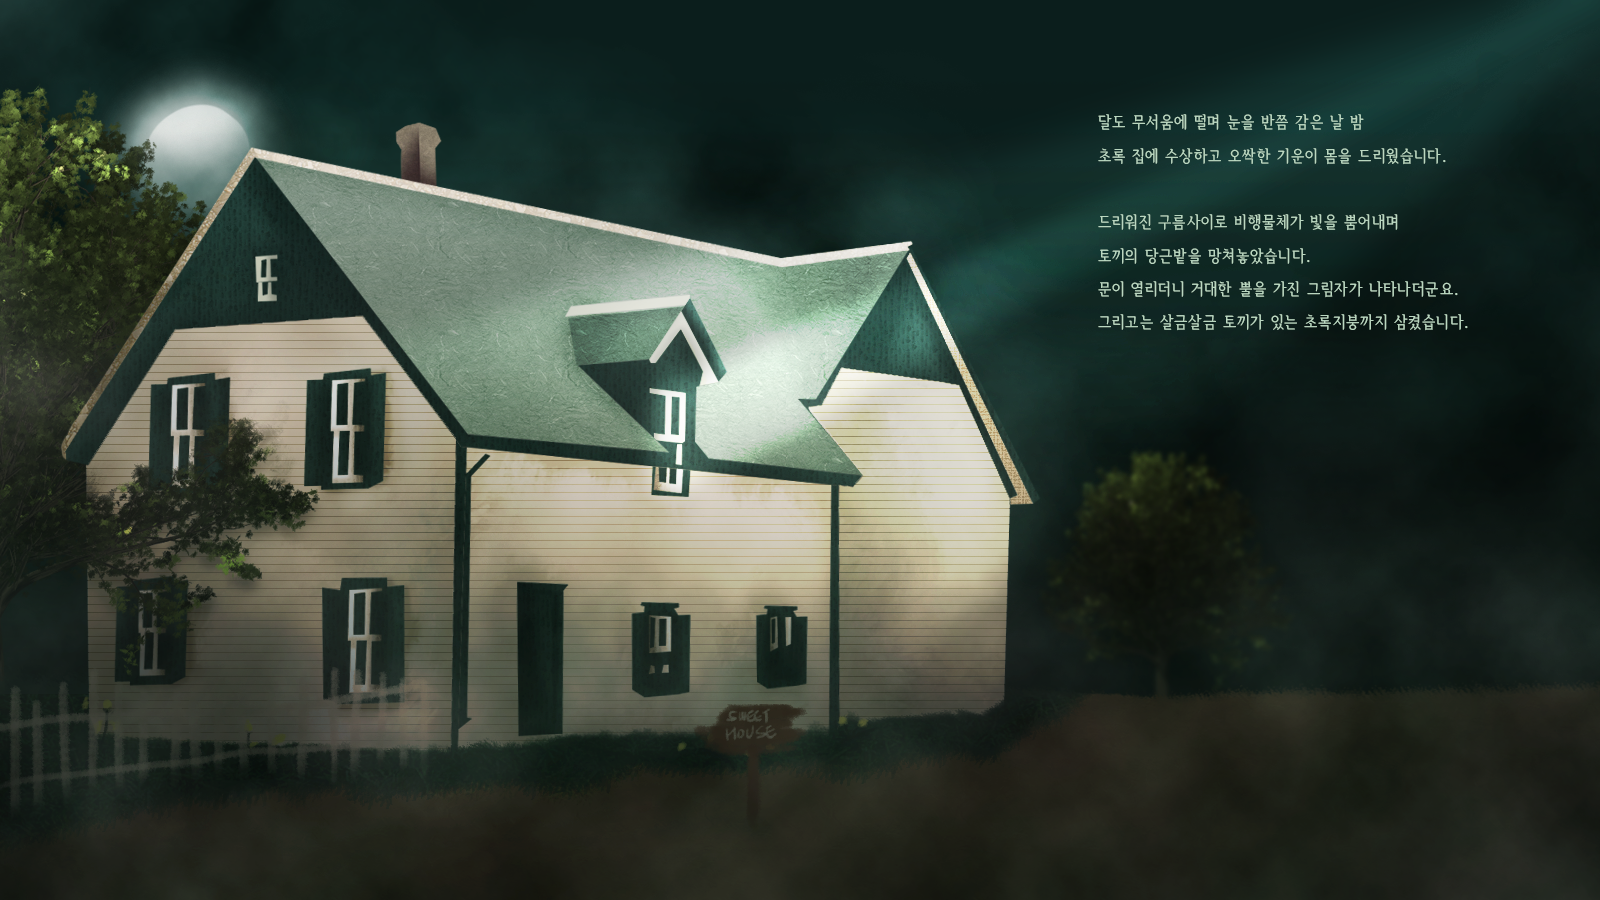 달도 무서움에 떨며 눈을 반쯤 감은 날 밤
초록 집에 수상하고 오싹한 기운이 몸을 드리웠습니다.
드리워진 구름사이로 비행물체가 빛을 뿜어내며
토끼의 당근밭을 망쳐놓았습니다.
문이 열리더니 거대한 뿔을 가진 그림자가 나타나더군요.
그리고는 살금살금 토끼가 있는 초록지붕까지 삼켰습니다.
SWEET
HOUSE